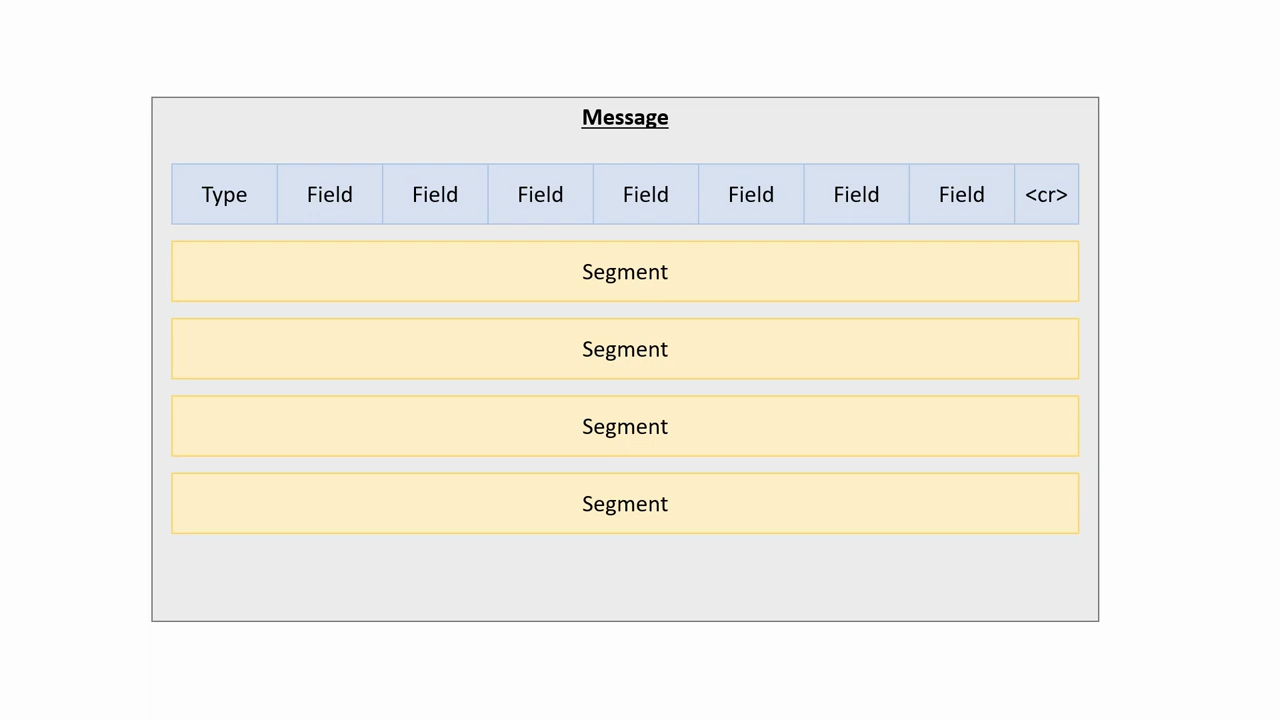 Message
Type Field Field Field Field Field Field Field <cr>
Segment
Segment
Segment
Segment